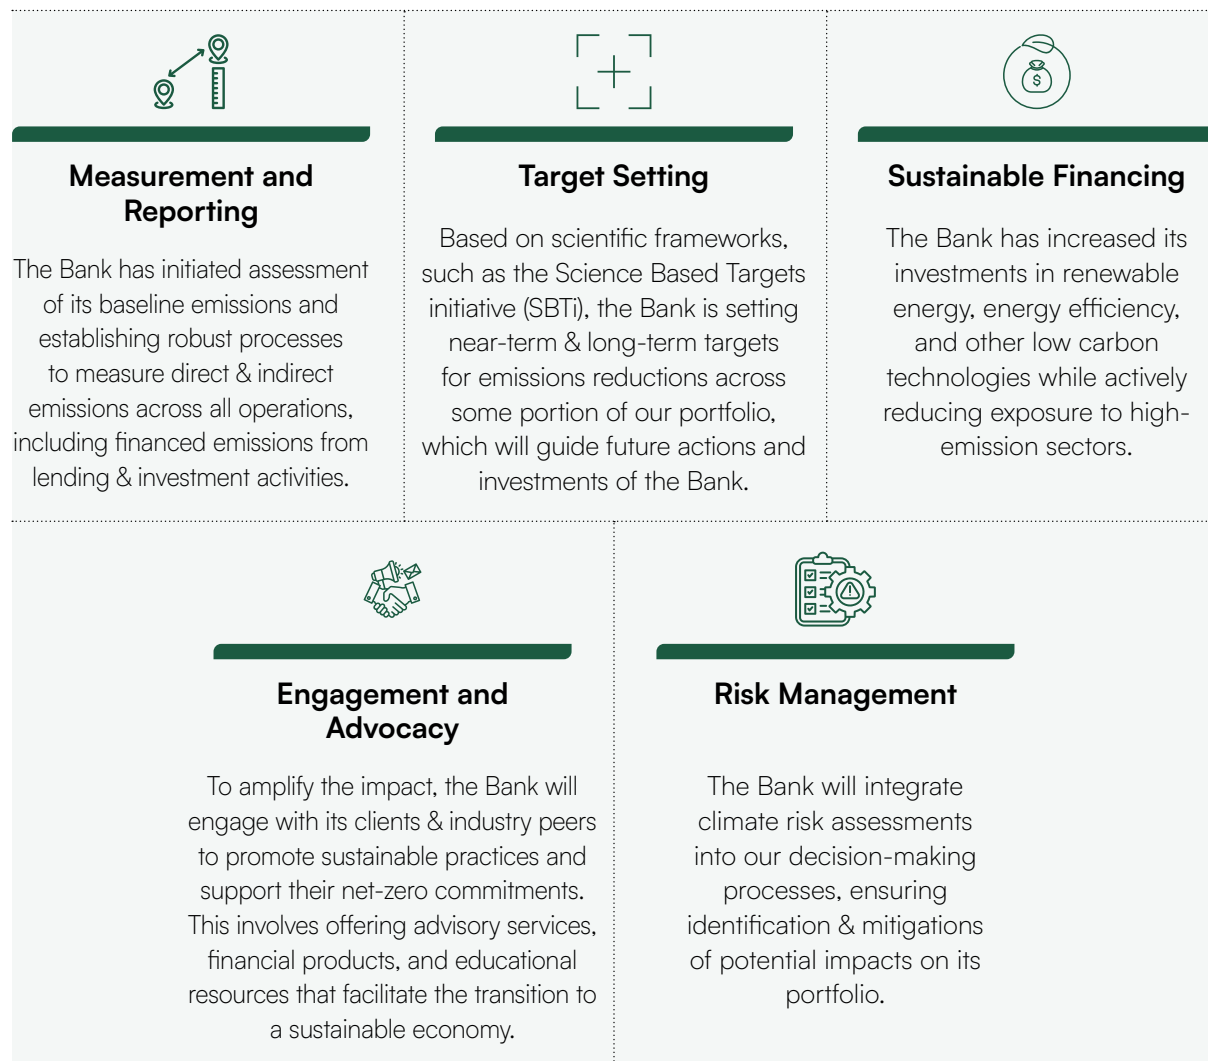 Measurement and
Reporting
The Bank has initiated assessment
of its baseline emissions and
establishing robust processes
to measure direct & indirect
emissions across all operations,
including financed emissions from
lending & investment activities.
Target Setting
Based on scientific frameworks,
such as the Science Based Targets
initiative (SBTi), the Bank is setting
near-term & long-term targets
for emissions reductions across
some portion of our portfolio,
which will guide future actions and
investments of the Bank.
Sustainable Financing
The Bank has increased its
investments in renewable
energy, energy efficiency,
and other low carbon
technologies while actively
reducing exposure to high-
emission sectors.
Engagement and
Advocacy
To amplify the impact, the Bank will
engage with its clients & industry peers
to promote sustainable practices and
support their net-zero commitments.
This involves offering advisory services,
financial products, and educational
resources that facilitate the transition to
a sustainable economy.
Risk Management
The Bank will integrate
climate risk assessments
into our decision-making
processes, ensuring
identification & mitigations
of potential impacts on its
portfolio.